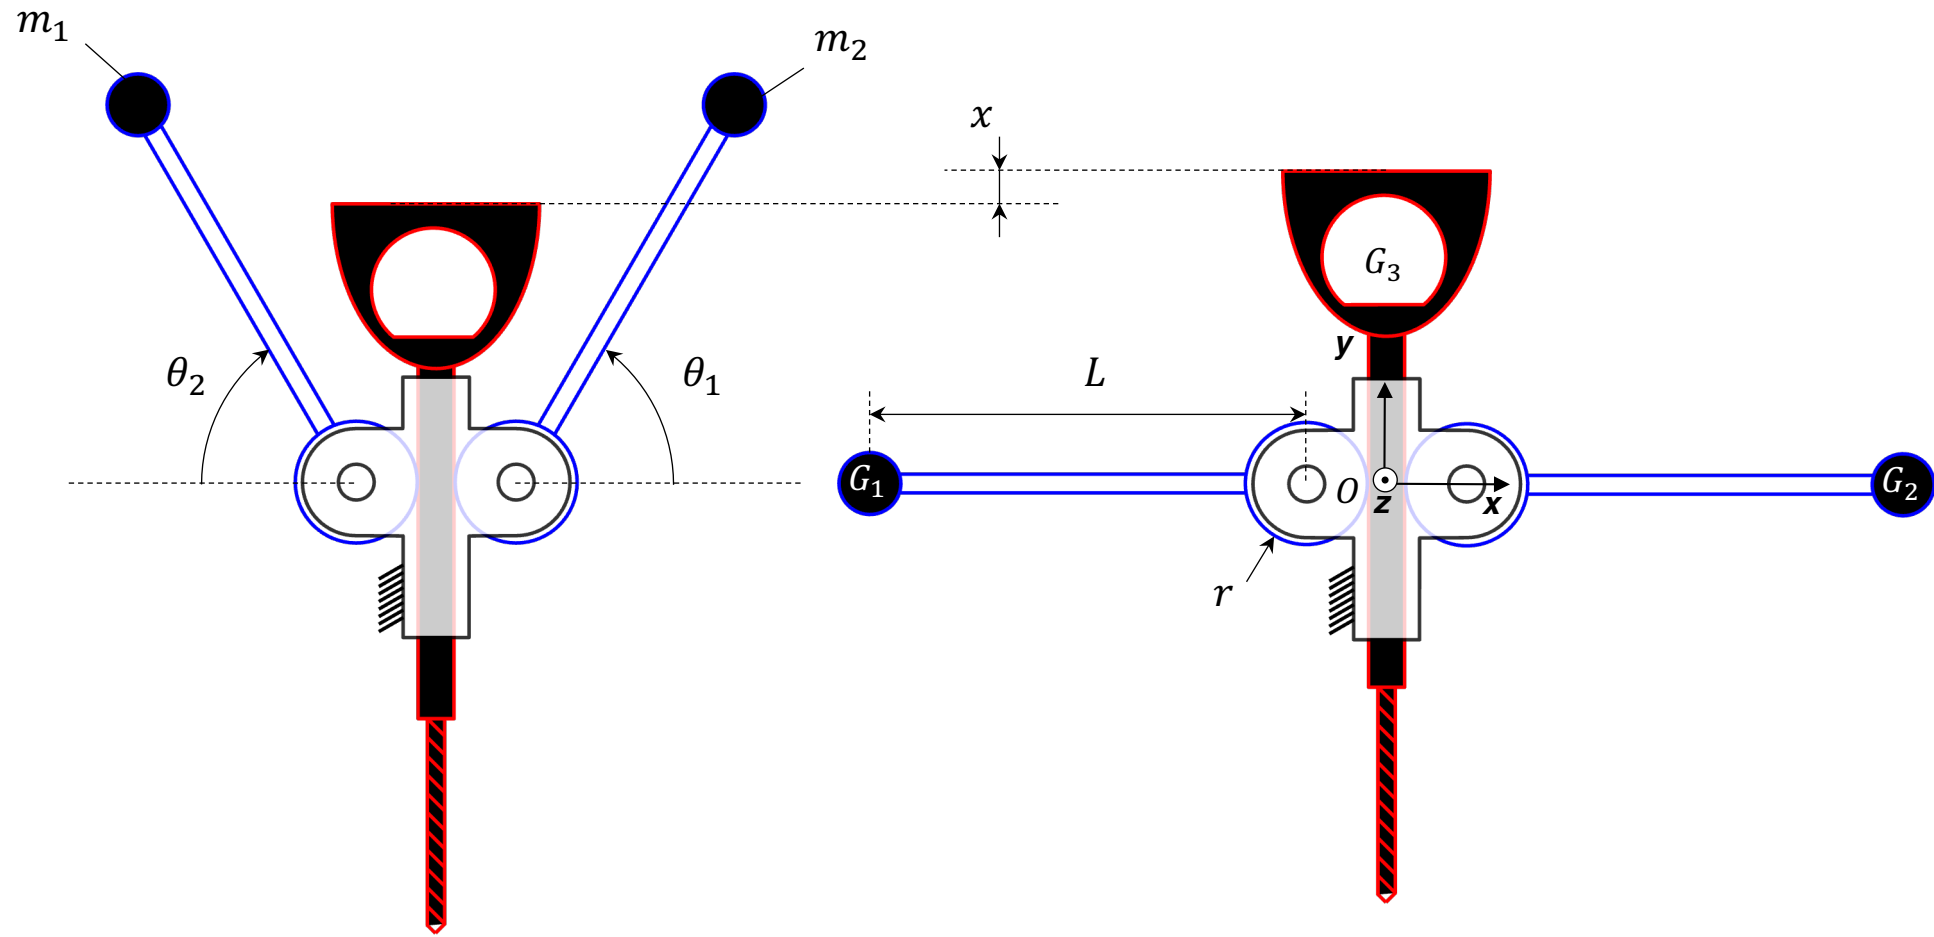 m₁
m₂
x
θ₂
θ₁
L
G₃
y
G₁
O
z
x
G₂
r